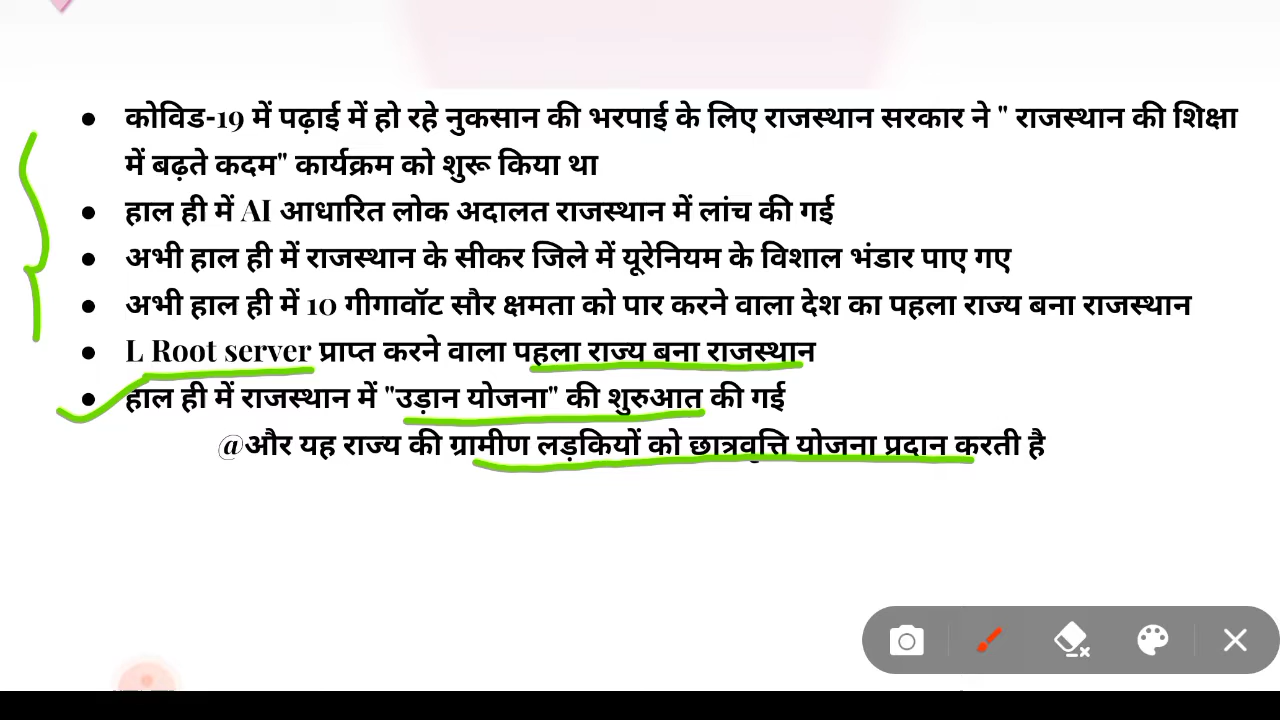 ● कोविड-19 में पढ़ाई में हो रहे नुकसान की भरपाई के लिए राजस्थान सरकार ने " राजस्थान की शिक्षा
में बढ़ते कदम" कार्यक्रम को शुरू किया था
● हाल ही में AI आधारित लोक अदालत राजस्थान में लांच की गई
● अभी हाल ही में राजस्थान के सीकर जिले में यूरेनियम के विशाल भंडार पाए गए
● अभी हाल ही में 10 गीगावॉट सौर क्षमता को पार करने वाला देश का पहला राज्य बना राजस्थान
● L Root server प्राप्त करने वाला पहला राज्य बना राजस्थान
● हाल ही में राजस्थान में "उड़ान योजना" की शुरुआत की गई
@और यह राज्य की ग्रामीण लड़कियों को छात्रवृत्ति योजना प्रदान करती है